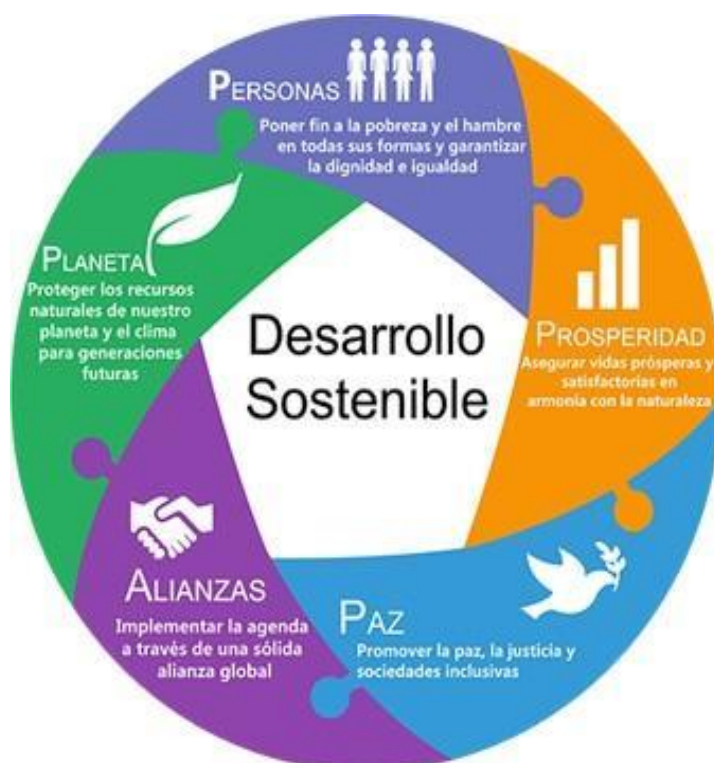 PERSONAS
Poner fin a la pobreza y el hambre
en todas sus formas y garantizar
la dignidad e igualdad
PLANETA
Proteger los recursos
naturales de nuestro
planeta y el clima
para generaciones
futuras
Desarrollo
Sostenible
PROSPERIDAD
Asegurar vidas prósperas y
satisfactorias en
armonía con la naturaleza
ALIANZAS
Implementar la agenda
a través de una sólida
alianza global
PAZ
Promover la paz, la justicia y
sociedades inclusivas